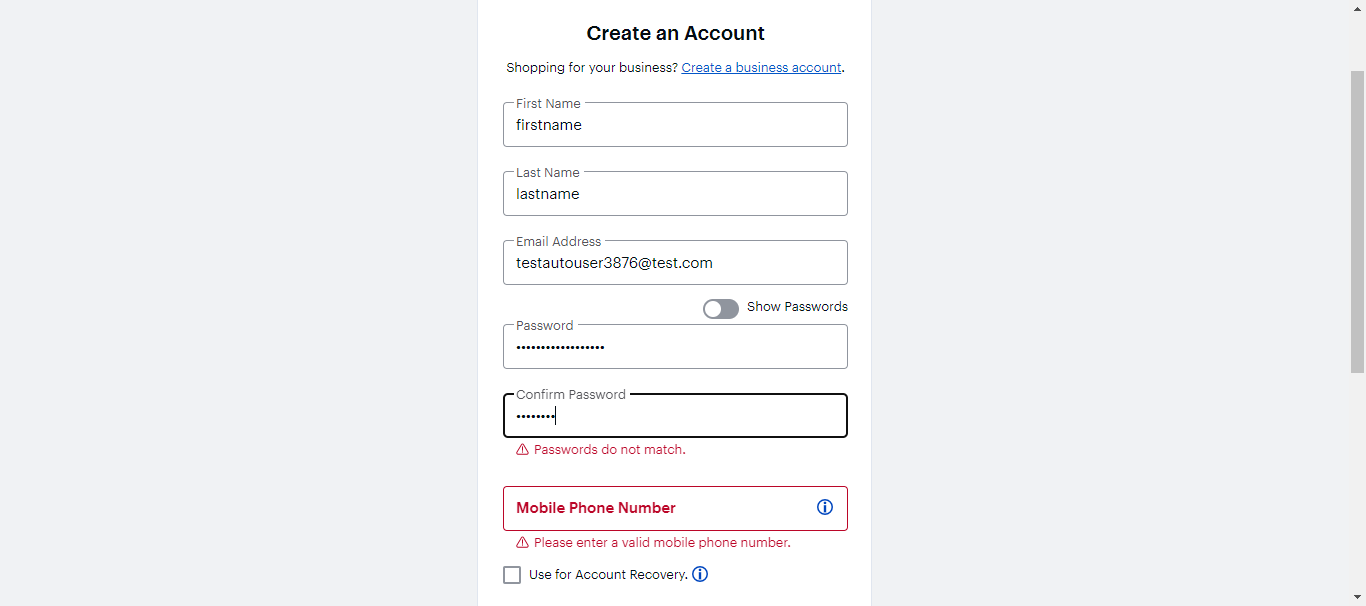 Create an Account
Shopping for your business? Create a business account.
First Name
firstname
Last Name
lastname
Email Address
testautouser3876@test.com
Show Passwords
Password
••••••••••••••••••
Confirm Password
••••••••
Passwords do not match.
Mobile Phone Number
Please enter a valid mobile phone number.
Use for Account Recovery.